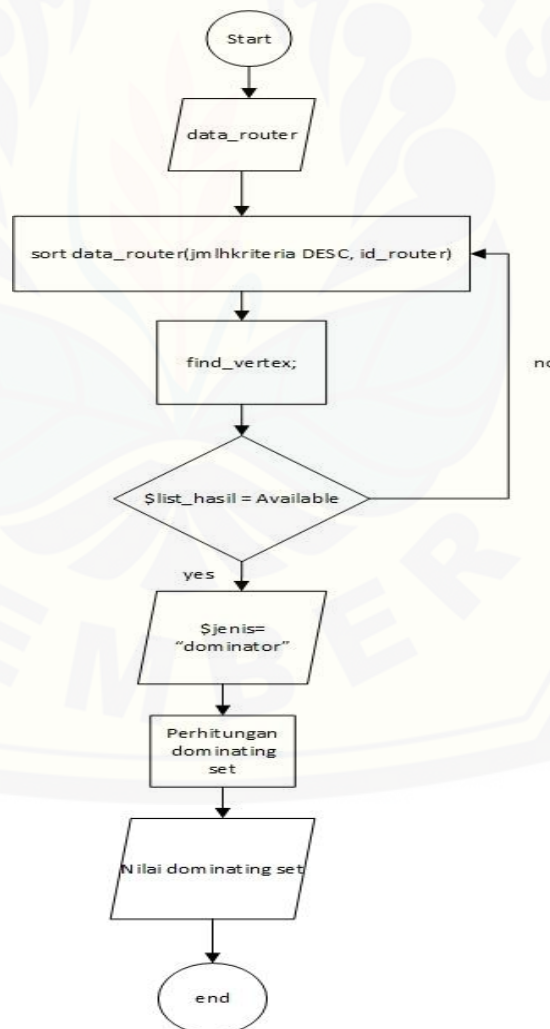 Start
data_router
sort data_router(jmlhkriteria DESC, id_router)
find_vertex;
no
$list_hasil = Available
yes
$jenis=
“dominator”
Perhitungan
dominating
set
Nilai dominating set
end